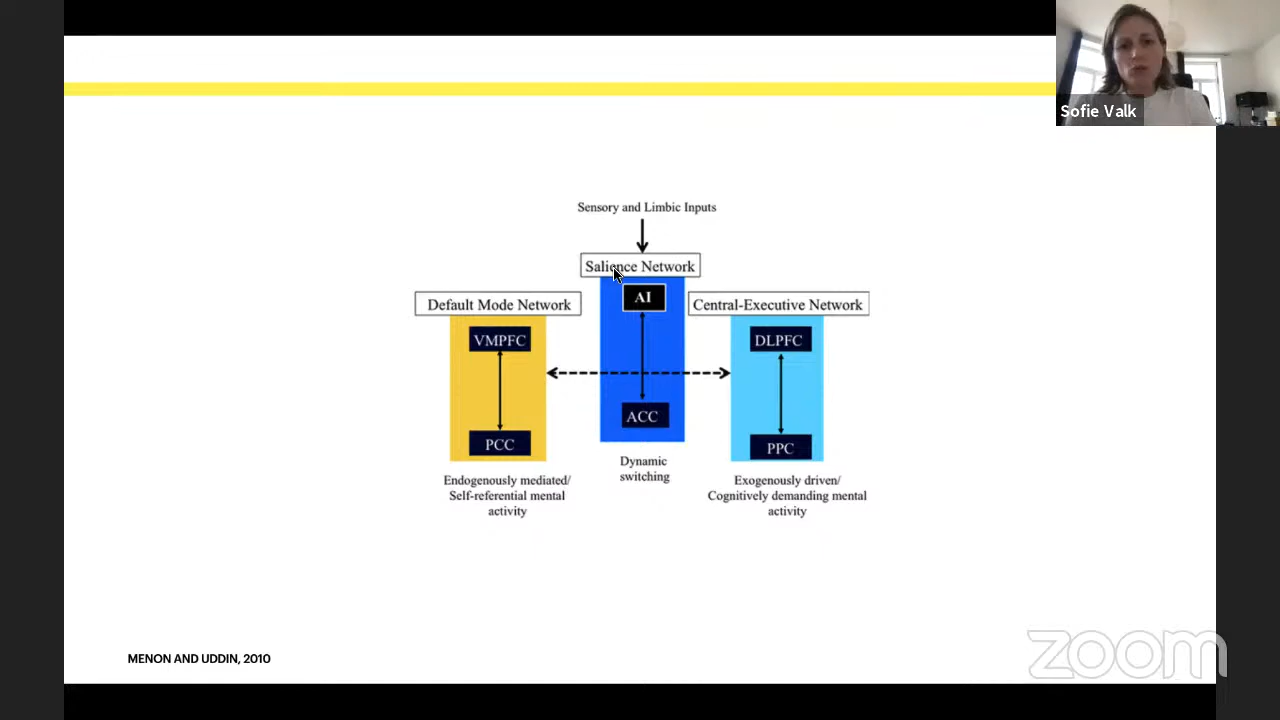 Sofie Valk
Sensory and Limbic Inputs
Salience Network
AI
Default Mode Network
Central-Executive Network
VMPFC
DLPFC
ACC
PCC
PPC
Dynamic
switching
Endogenously mediated/
Self-referential mental
activity
Exogenously driven/
Cognitively demanding mental
activity
MENON AND UDDIN, 2010
zoom